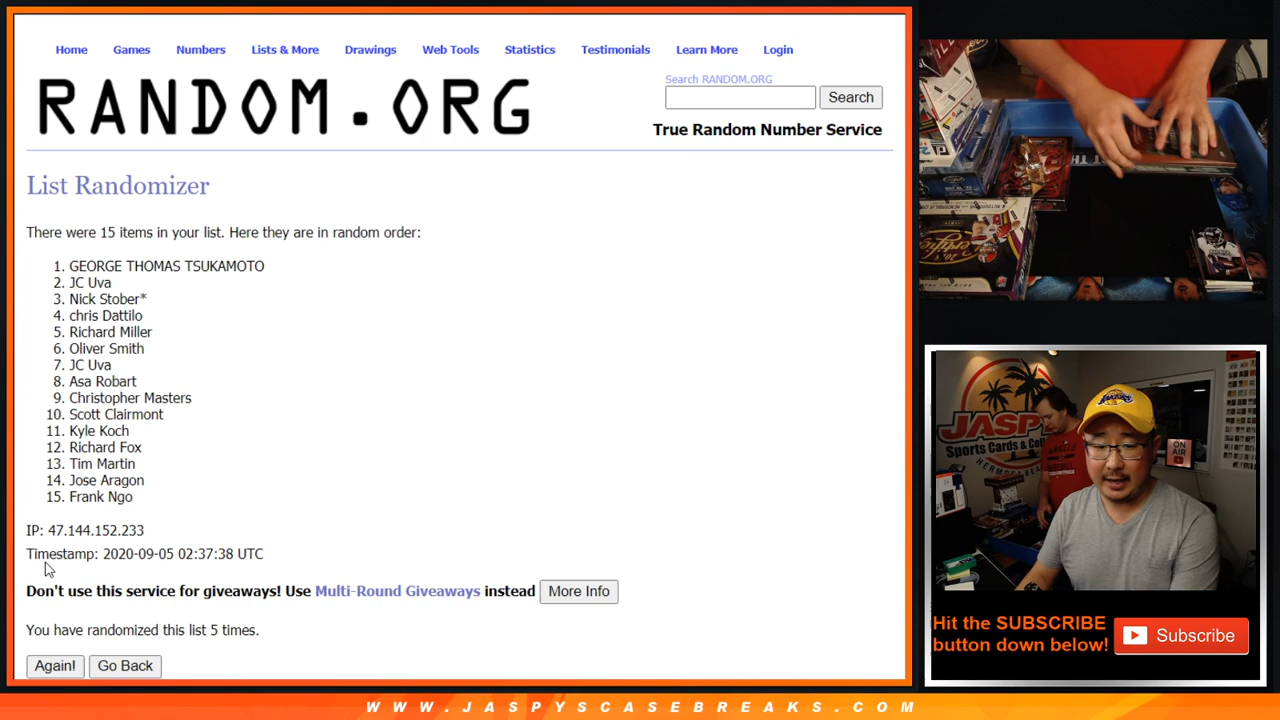 Home Games Numbers Lists & More Drawings Web Tools Statistics Testimonials Learn More Login
RANDOM.ORG
Search RANDOM.ORG
Search
True Random Number Service
List Randomizer
There were 15 items in your list. Here they are in random order:
1. GEORGE THOMAS TSUKAMOTO
2. JC Uva
3. Nick Stober*
4. chris Dattilo
5. Richard Miller
6. Oliver Smith
7. JC Uva
8. Asa Robart
9. Christopher Masters
10. Scott Clairmont
11. Kyle Koch
12. Richard Fox
13. Tim Martin
14. Jose Aragon
15. Frank Ngo
IP: 47.144.152.233
Timestamp: 2020-09-05 02:37:38 UTC
Don't use this service for giveaways! Use Multi-Round Giveaways instead More Info
You have randomized this list 5 times.
Again! Go Back
JASPY
Sports Cards &
ON
AIR
Hit the SUBSCRIBE
button down below!
Subscribe
WWW.JASPYSCASEBREAKS.COM